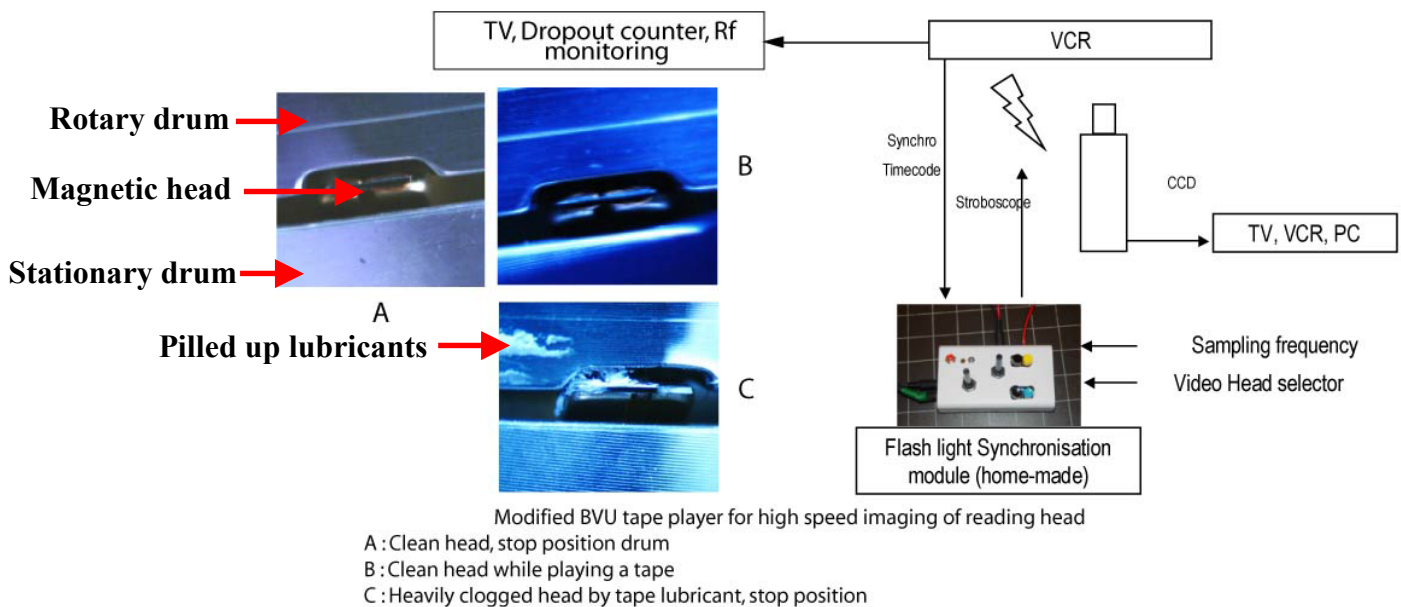 TV, Dropout counter, Rf
monitoring
VCR
Rotary drum
Magnetic head
Stationary drum
A
B
Pilled up lubricants
C
Synchro
Timecode
Stroboscope
CCD
TV, VCR, PC
Sampling frequency
Video Head selector
Flash light Synchronisation
module (home-made)
Modified BVU tape player for high speed imaging of reading head
A : Clean head, stop position drum
B : Clean head while playing a tape
C : Heavily clogged head by tape lubricant, stop position